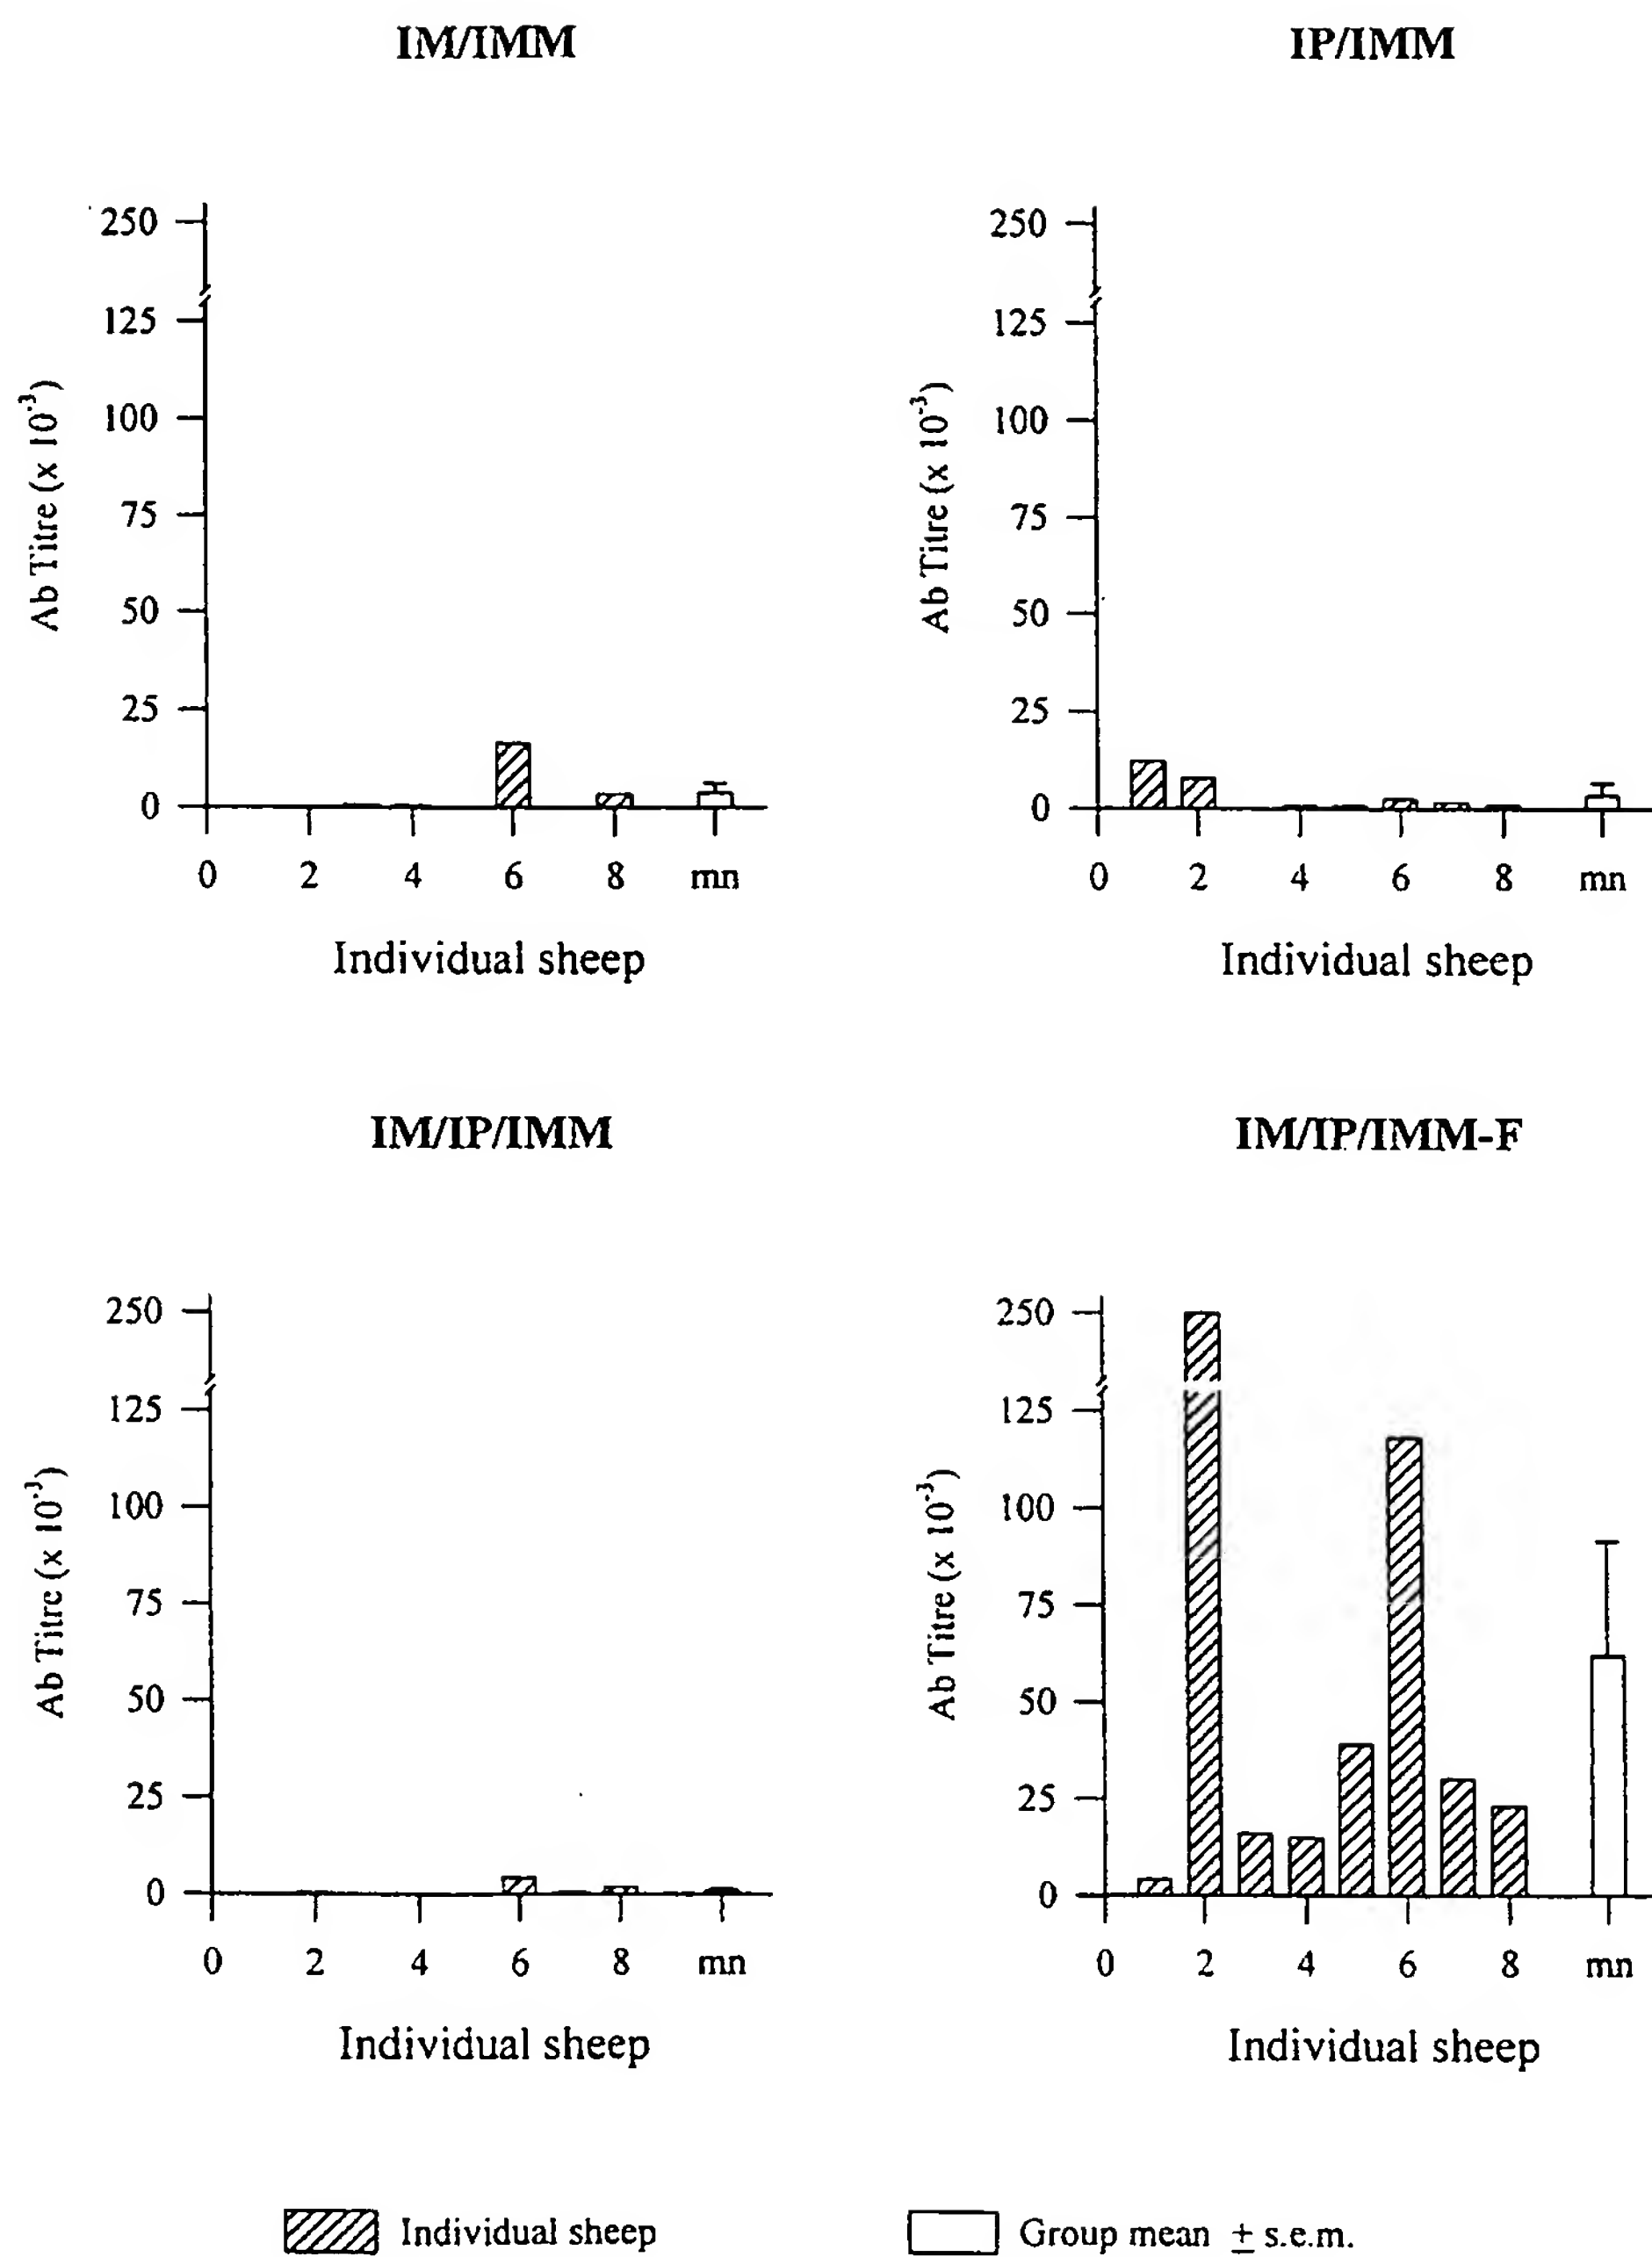 IM/IMM
250
125
100
75
50
25
0
Ab Titre (x 10⁻³)
0 2 4 6 8 mn
Individual sheep
IP/IMM
250
125
100
75
50
25
0
Ab Titre (x 10⁻³)
0 2 4 6 8 mn
Individual sheep
IM/IP/IMM
250
125
100
75
50
25
0
Ab Titre (x 10⁻³)
0 2 4 6 8 mn
Individual sheep
IM/IP/IMM-F
250
125
100
75
50
25
0
Ab Titre (x 10⁻³)
0 2 4 6 8 mn
Individual sheep
Individual sheep
Group mean ± s.e.m.